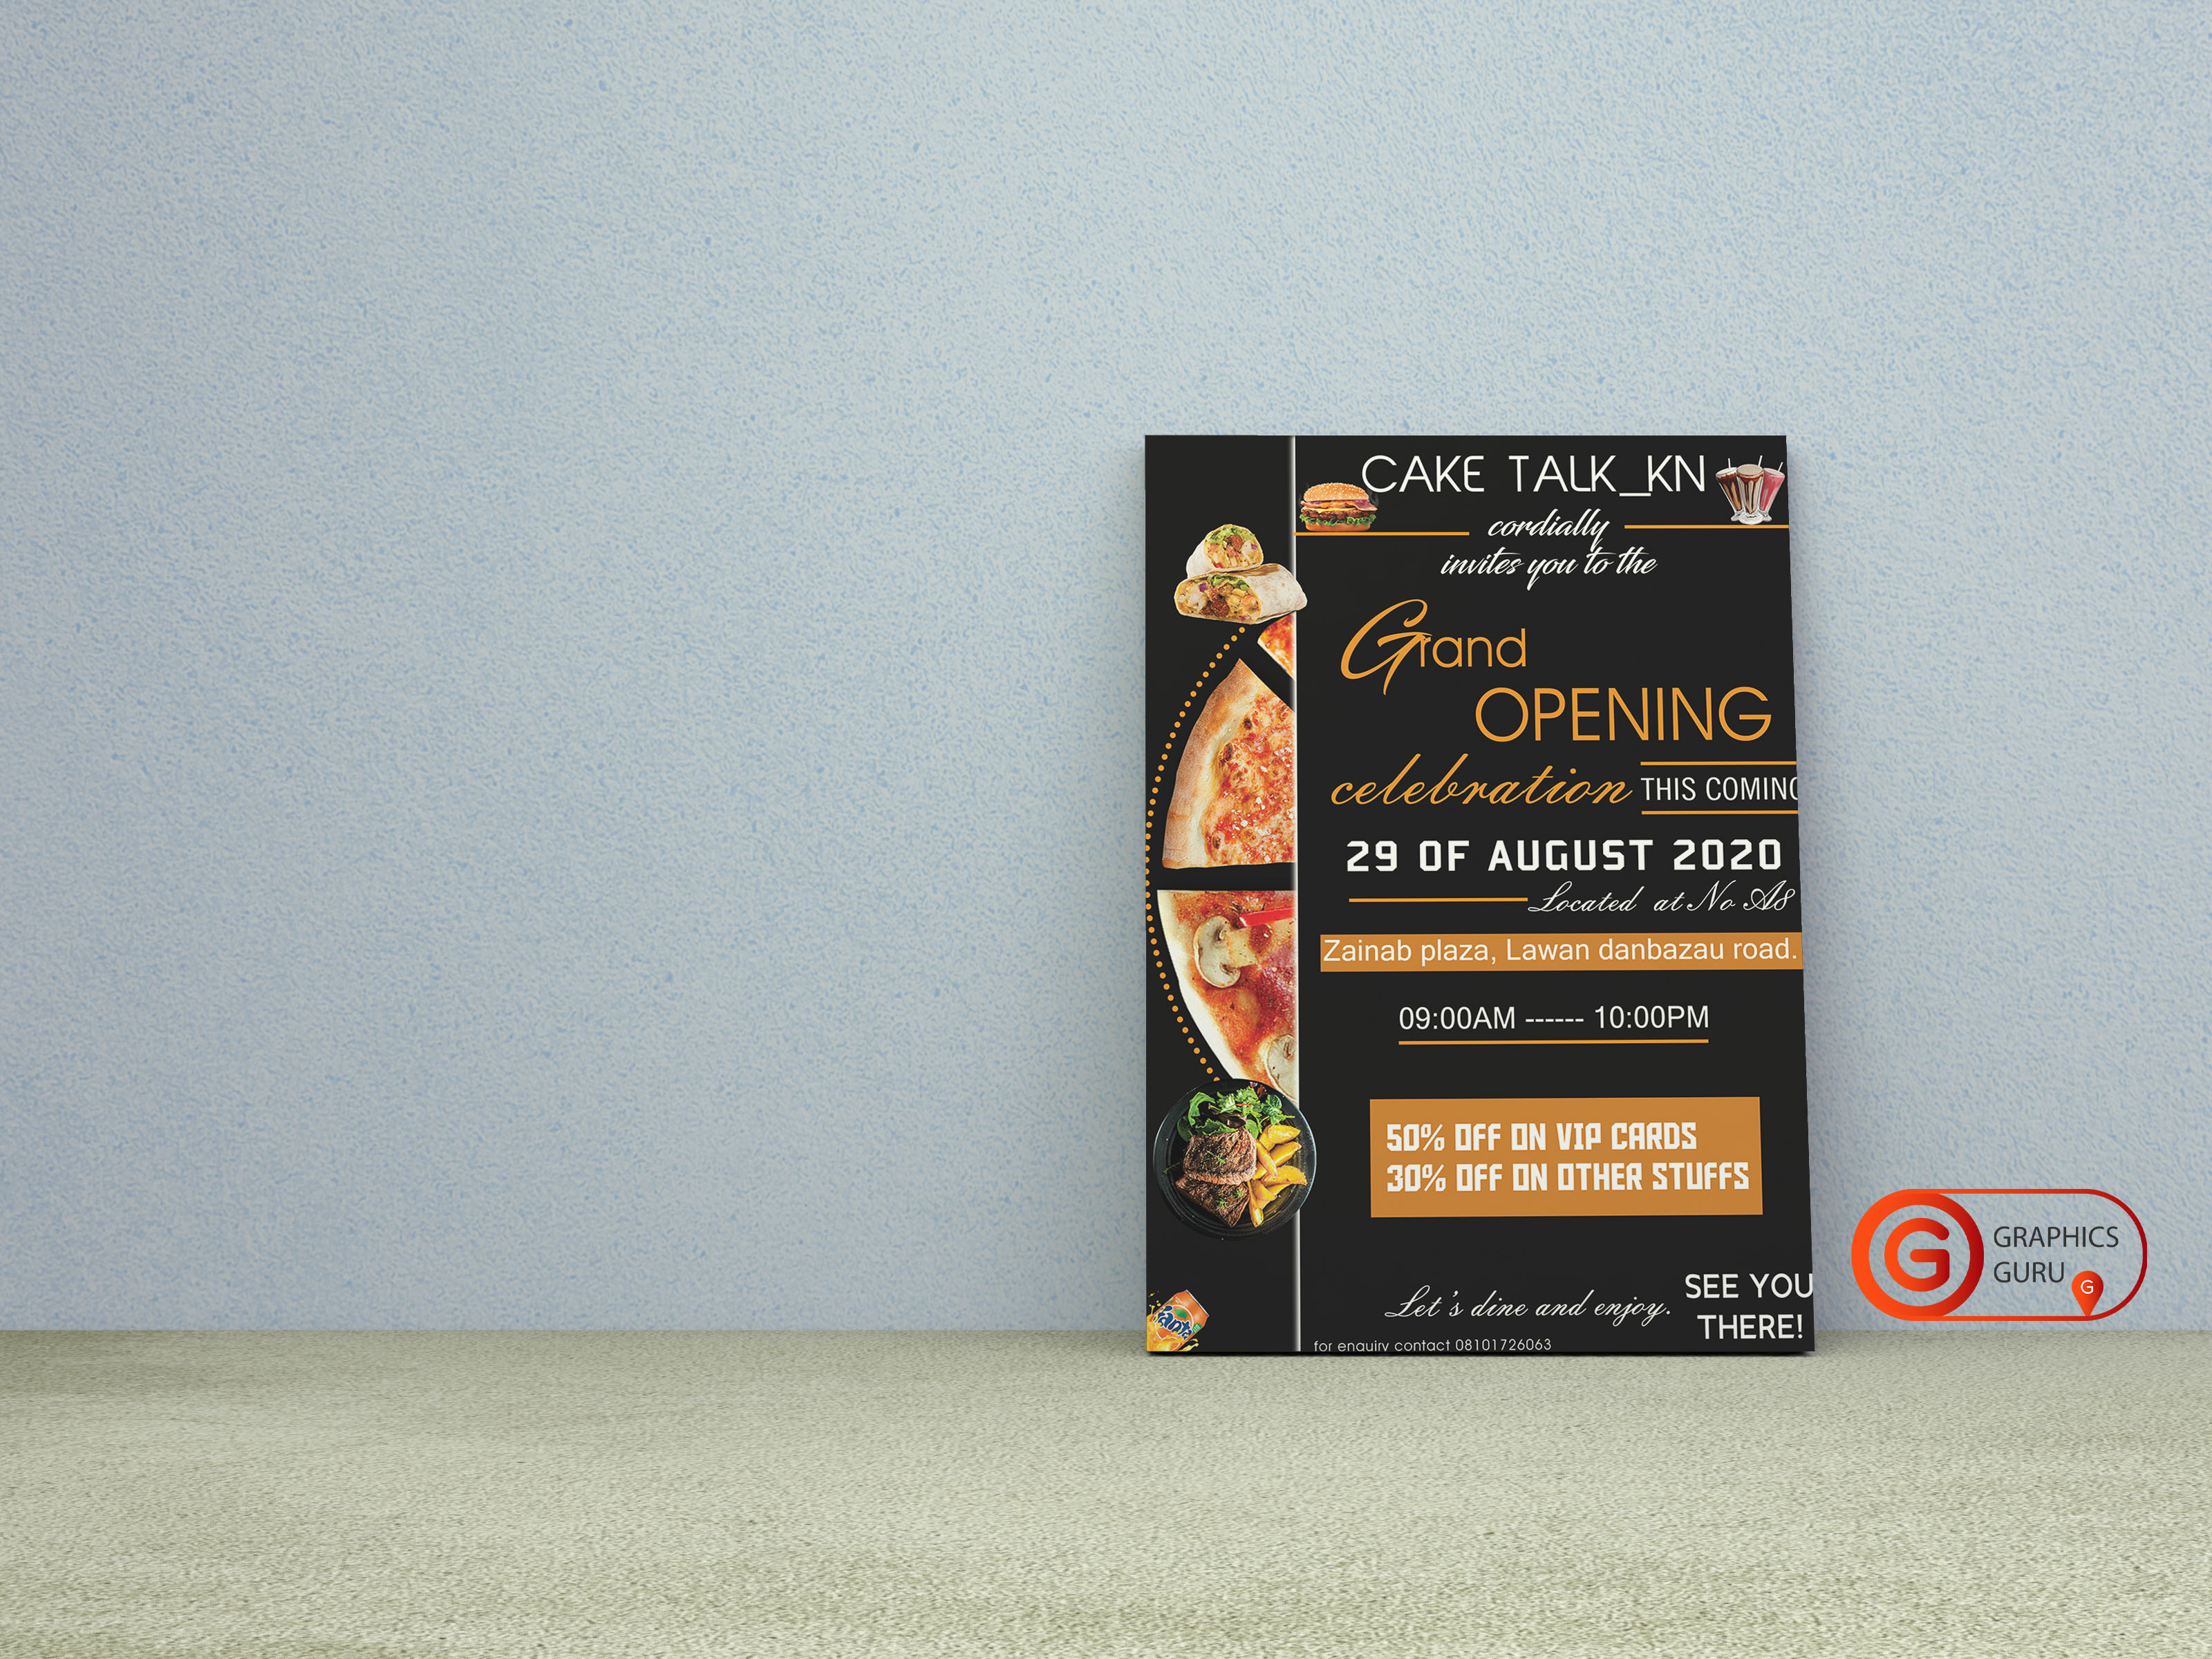 CAKE TALK_KN
cordially
invites you to the
Grand
OPENING
celebration THIS COMING
29 OF AUGUST 2020
Located at No A8
Zainab plaza, Lawan danbazau road.
09:00AM ------ 10:00PM
50% OFF ON VIP CARDS
30% OFF ON OTHER STUFFS
Let's dine and enjoy.
SEE YOU
THERE!
Fanta
for enquiry contact 08101726063
G GRAPHICS
GURU G